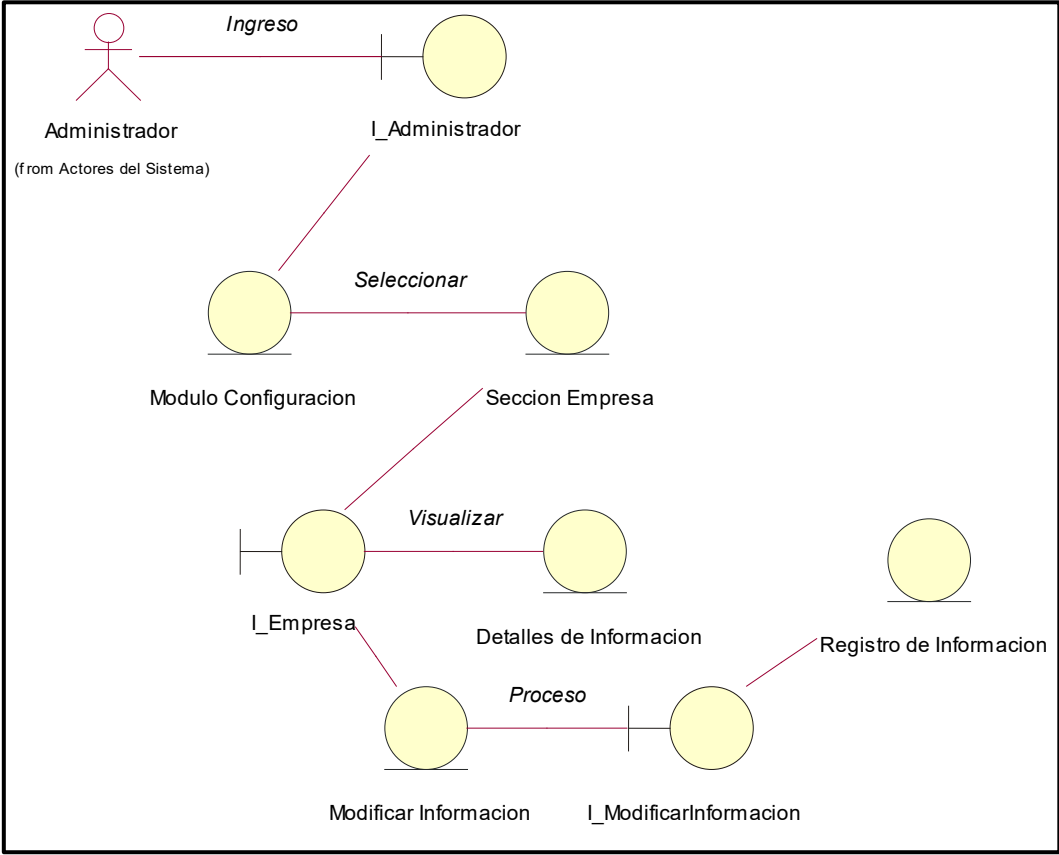 Ingreso
Administrador
(from Actores del Sistema)
I_Administrador
Seleccionar
Modulo Configuracion
Seccion Empresa
Visualizar
I_Empresa
Detalles de Informacion
Registro de Informacion
Proceso
Modificar Informacion
I_ModificarInformacion